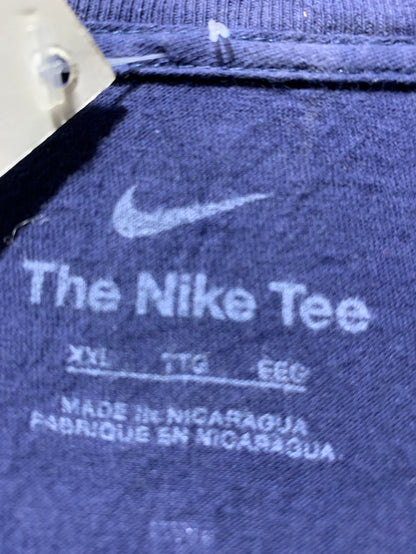 The Nike Tee
XXL TTG EEG
MADE IN NICARAGUA
FABRIQUE EN NICARAGUA